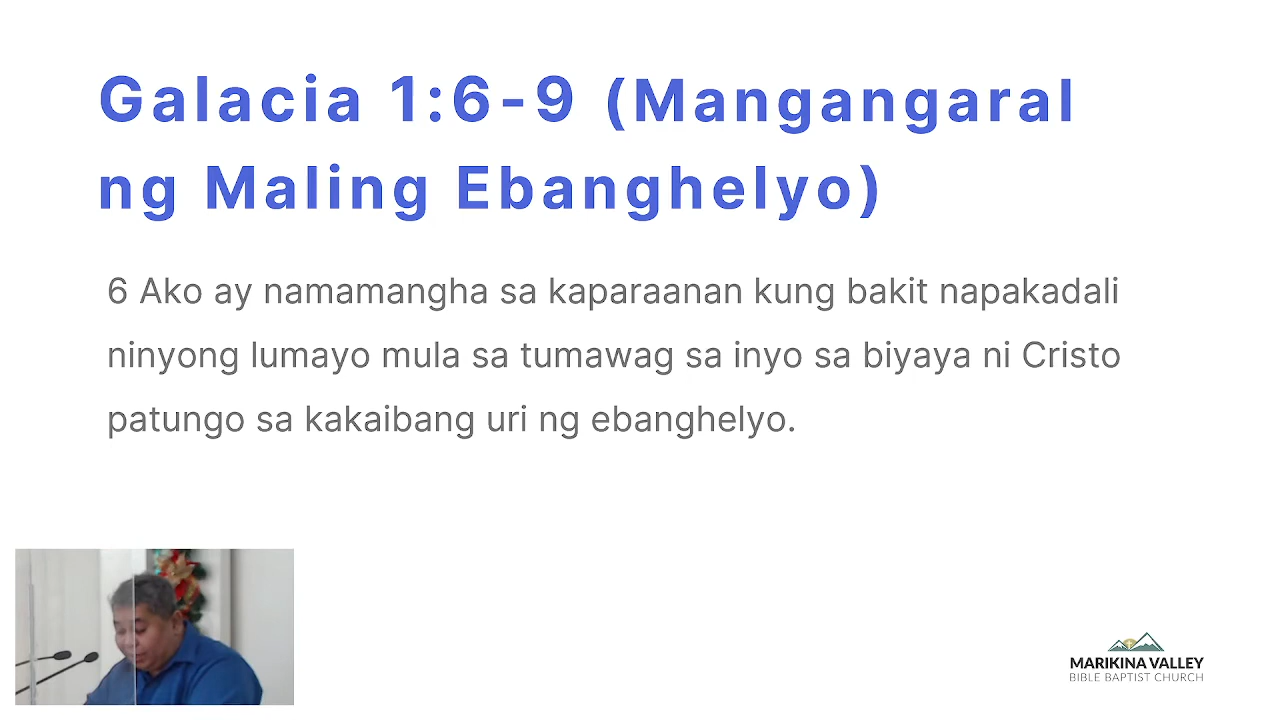 Galacia 1:6-9 (Mangangaral
ng Maling Ebanghelyo)
6 Ako ay namamangha sa kaparaanan kung bakit napakadali
ninyong lumayo mula sa tumawag sa inyo sa biyaya ni Cristo
patungo sa kakaibang uri ng ebanghelyo.
MARIKINA VALLEY
BIBLE BAPTIST CHURCH